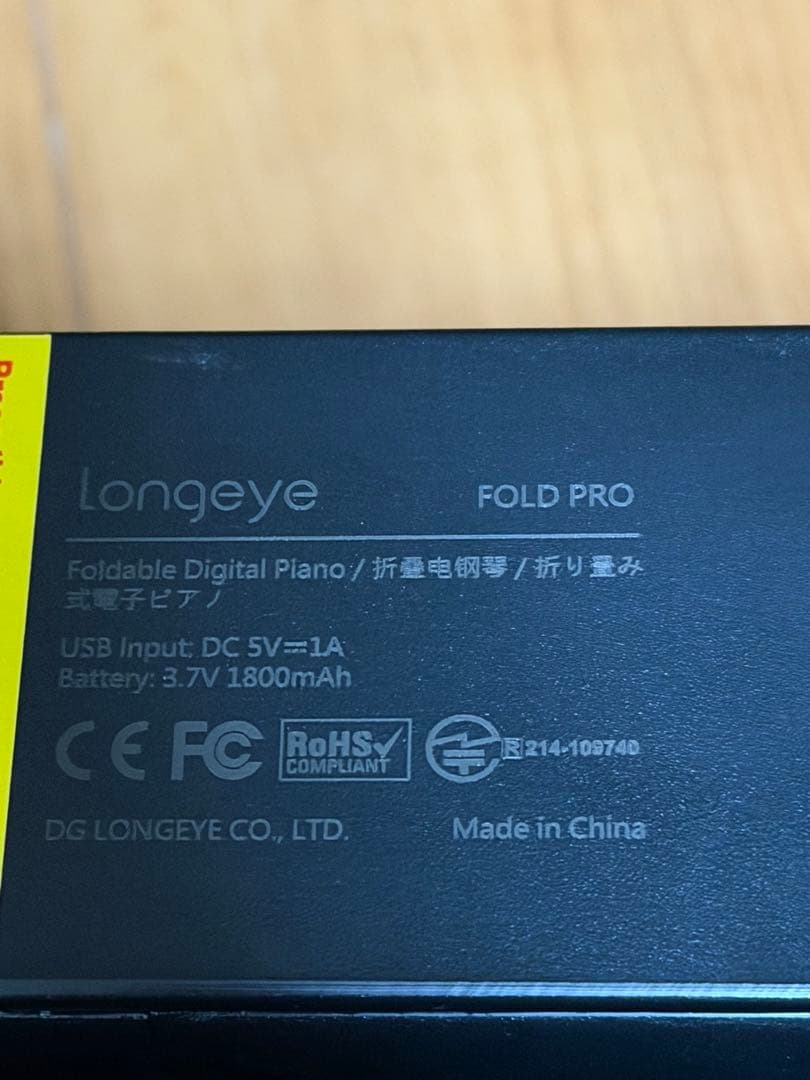 Longeye FOLD PRO
Foldable Digital Piano / 折叠电钢琴 / 折り畳み
式電子ピアノ
USB Input: DC 5V⎓1A
Battery: 3.7V 1800mAh
CE FC RoHS✓ COMPLIANT R 214-109740
DG LONGEYE CO., LTD. Made in China